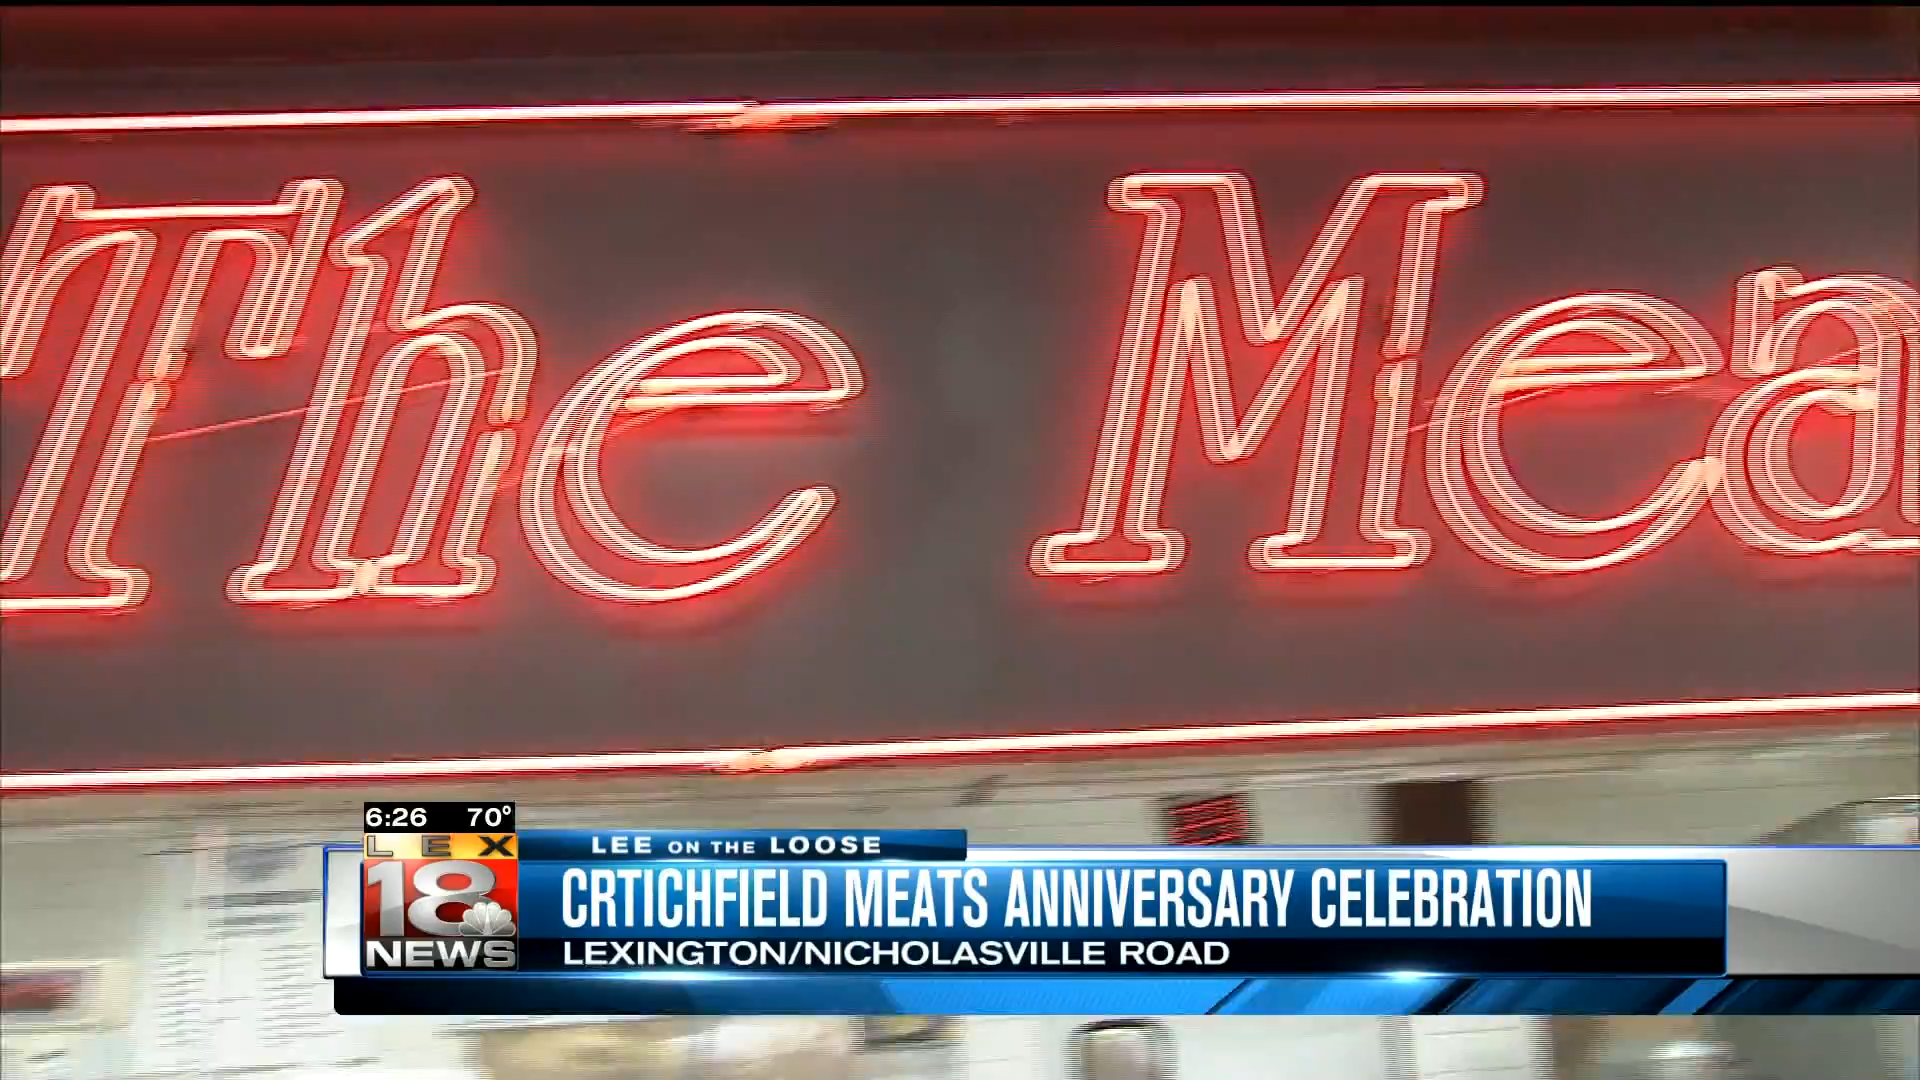 The Mea
6:26 70°
LEX
18
NEWS
LEE ON THE LOOSE
CRTICHFIELD MEATS ANNIVERSARY CELEBRATION
LEXINGTON/NICHOLASVILLE ROAD